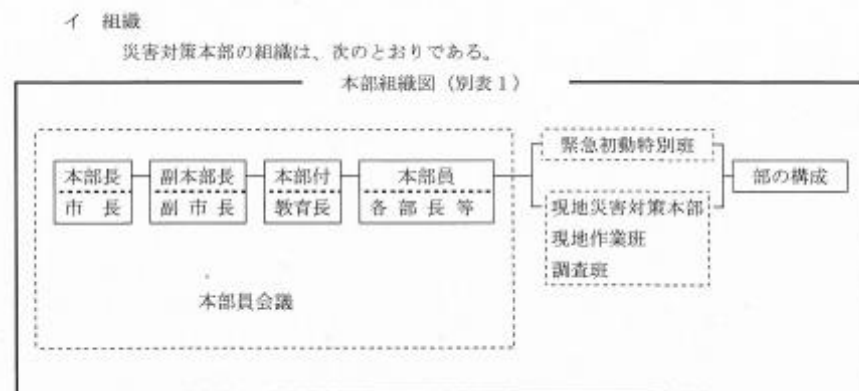 イ 組織
災害対策本部の組織は、次のとおりである。
本部組織図（別表１）
緊急初動特別班
本部長 副本部長 本部付 本部員 部の構成
市 長 副 市 長 教育長 各 部 長 等
現地災害対策本部
現地作業班
調査班
本部員会議